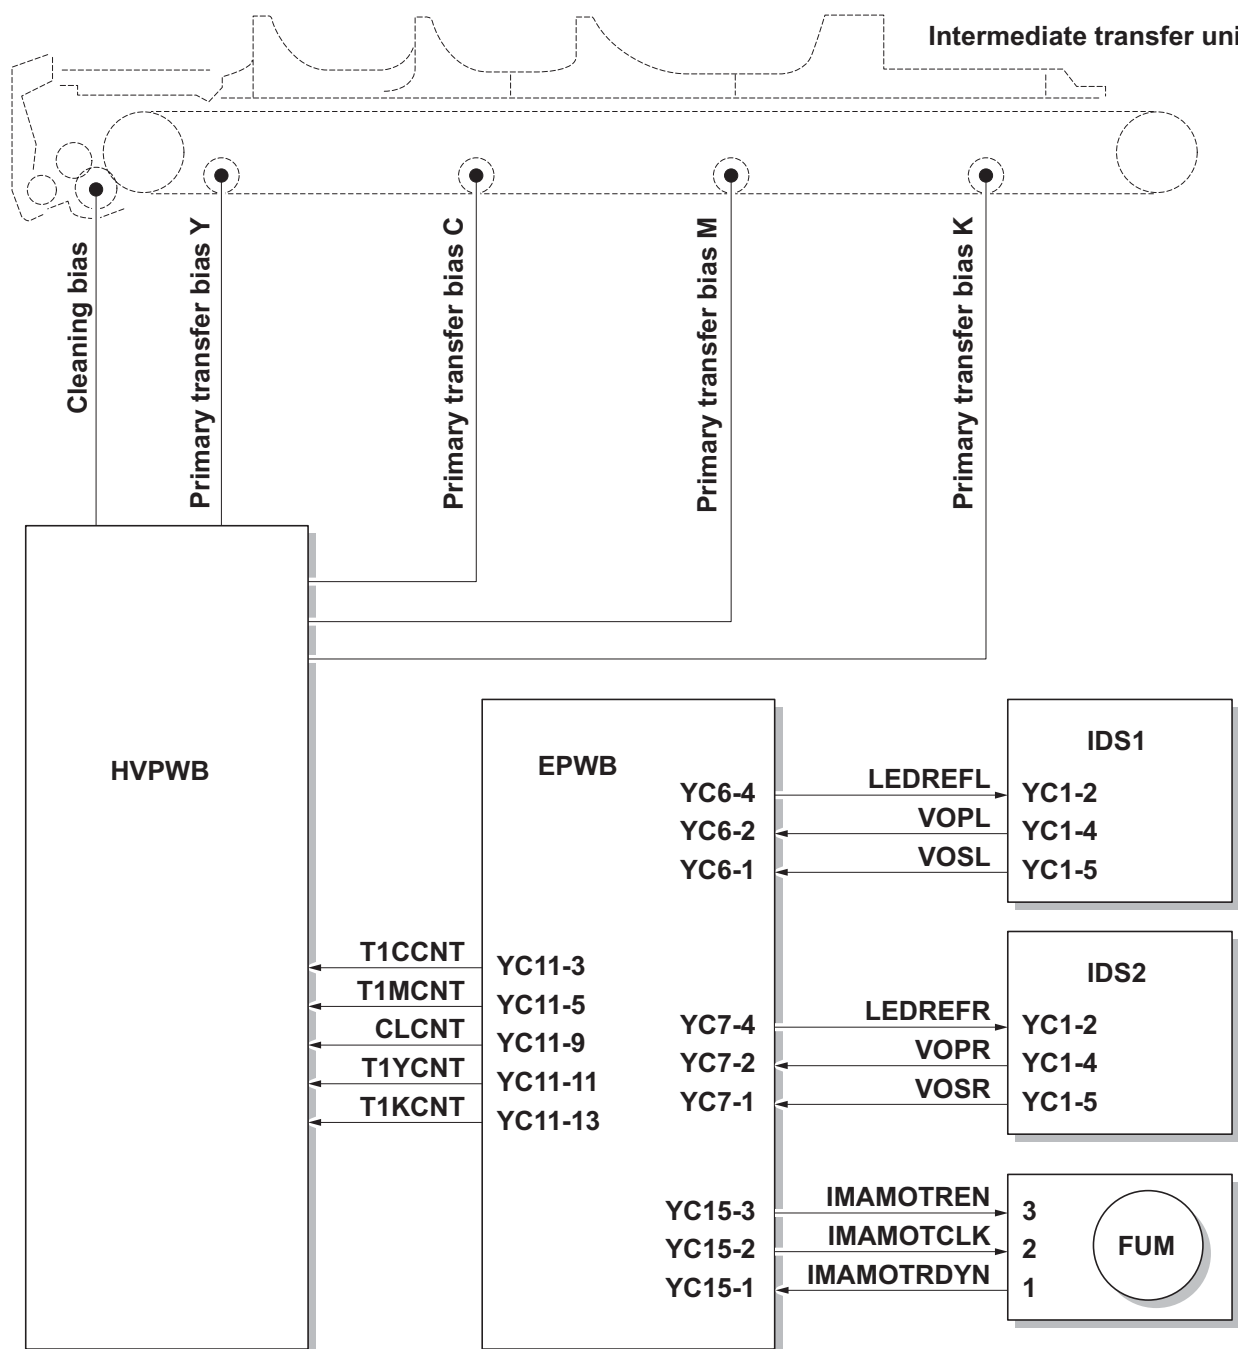 Intermediate transfer uni
Cleaning bias
Primary transfer bias Y
Primary transfer bias C
Primary transfer bias M
Primary transfer bias K
HVPWB
EPWB
IDS1
YC6-4 LEDREFL YC1-2
YC6-2 VOPL YC1-4
YC6-1 VOSL YC1-5
T1CCNT YC11-3
T1MCNT YC11-5
CLCNT YC11-9
T1YCNT YC11-11
T1KCNT YC11-13
IDS2
YC7-4 LEDREFR YC1-2
YC7-2 VOPR YC1-4
YC7-1 VOSR YC1-5
YC15-3 IMAMOTREN 3
YC15-2 IMAMOTCLK 2
YC15-1 IMAMOTRDYN 1
FUM